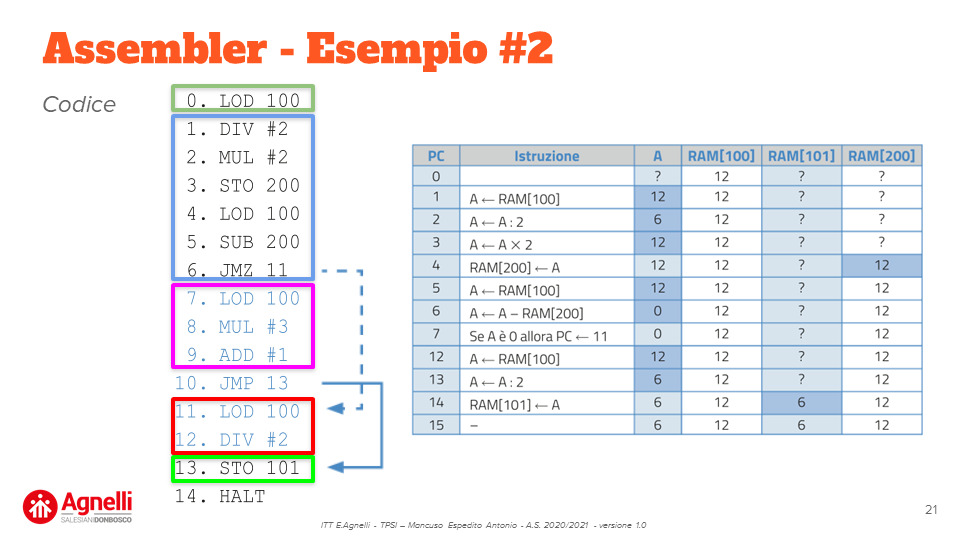 Assembler - Esempio #2
Codice
0. LOD 100
1. DIV #2
2. MUL #2
3. STO 200
4. LOD 100
5. SUB 200
6. JMZ 11
7. LOD 100
8. MUL #3
9. ADD #1
10. JMP 13
11. LOD 100
12. DIV #2
13. STO 101
14. HALT
PC Istruzione A RAM[100] RAM[101] RAM[200]
0 ? 12 ? ?
1 A ← RAM[100] 12 12 ? ?
2 A ← A : 2 6 12 ? ?
3 A ← A × 2 12 12 ? ?
4 RAM[200] ← A 12 12 ? 12
5 A ← RAM[100] 12 12 ? 12
6 A ← A – RAM[200] 0 12 ? 12
7 Se A è 0 allora PC ← 11 0 12 ? 12
12 A ← RAM[100] 12 12 ? 12
13 A ← A : 2 6 12 ? 12
14 RAM[101] ← A 6 12 6 12
15 – 6 12 6 12
Agnelli
SALESIANI DONBOSCO
ITT E.Agnelli - TPSI – Mancuso Espedito Antonio - A.S. 2020/2021 - versione 1.0
21